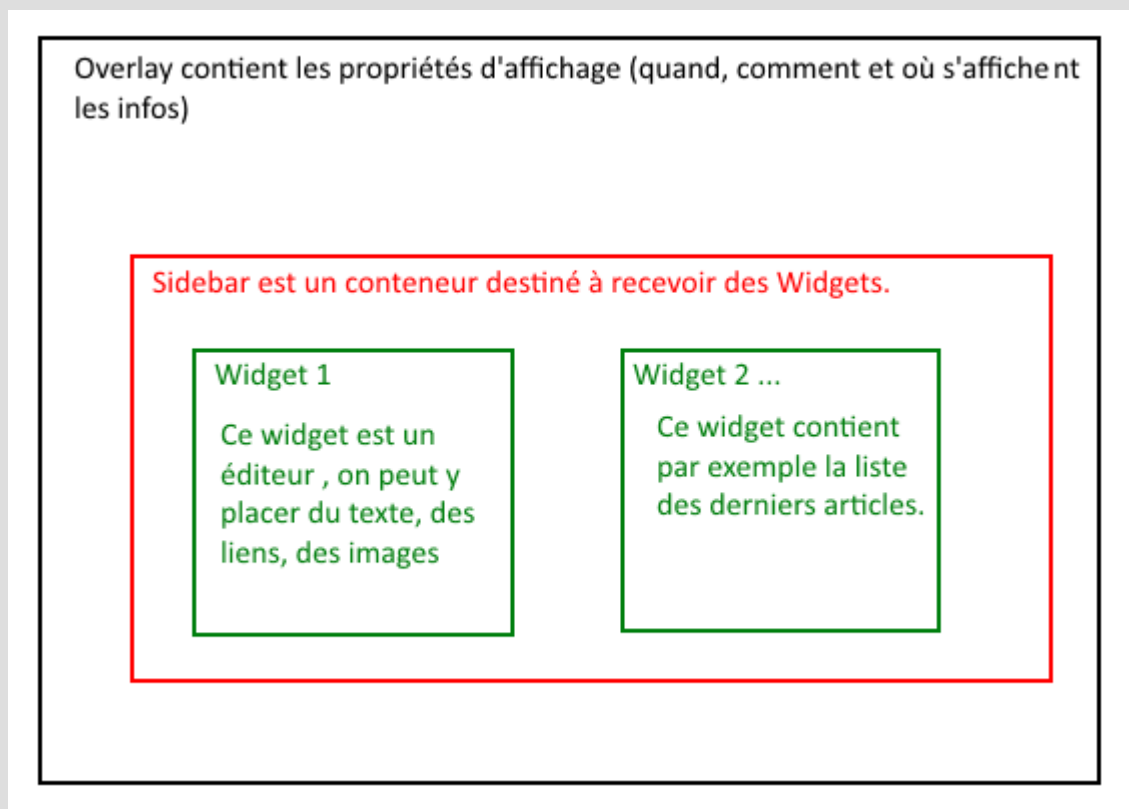 Overlay contient les propriétés d'affichage (quand, comment et où s'affichent
les infos)
Sidebar est un conteneur destiné à recevoir des Widgets.
Widget 1
Ce widget est un
éditeur , on peut y
placer du texte, des
liens, des images
Widget 2 ...
Ce widget contient
par exemple la liste
des derniers articles.